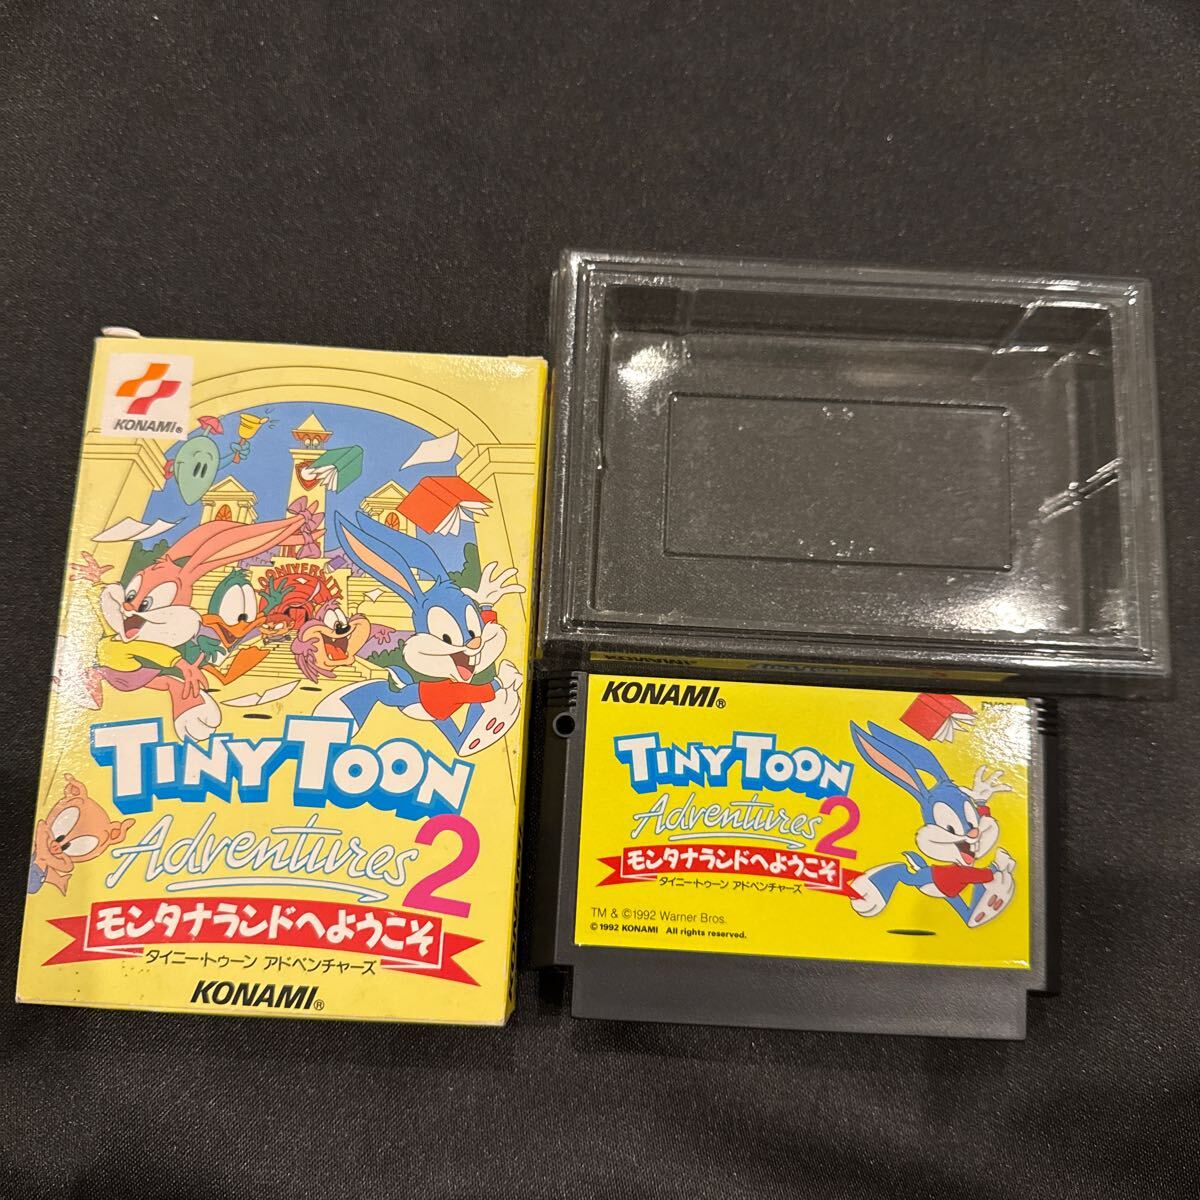 KONAMI®
TINY TOON
Adventures 2
モンタナランドへようこそ
タイニー・トゥーン アドベンチャーズ
KONAMI®
KONAMI®
TINY TOON
Adventures 2
モンタナランドへようこそ
タイニー・トゥーン アドベンチャーズ
TM & ©1992 Warner Bros.
© 1992 KONAMI All rights reserved.